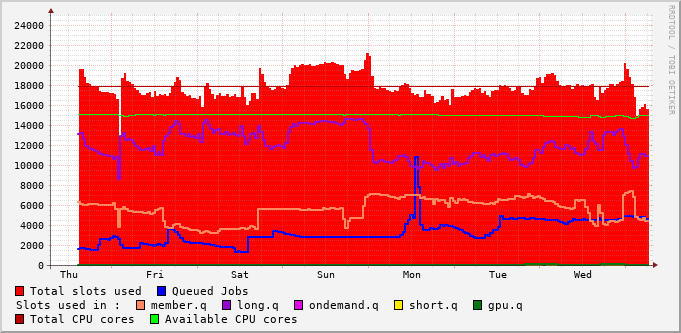 24000
22000
20000
18000
16000
14000
12000
10000
8000
6000
4000
2000
0
Thu Fri Sat Sun Mon Tue Wed
Total slots used Queued Jobs
Slots used in : member.q long.q ondemand.q short.q gpu.q
Total CPU cores Available CPU cores
RRDTOOL / TOBI OETIKER